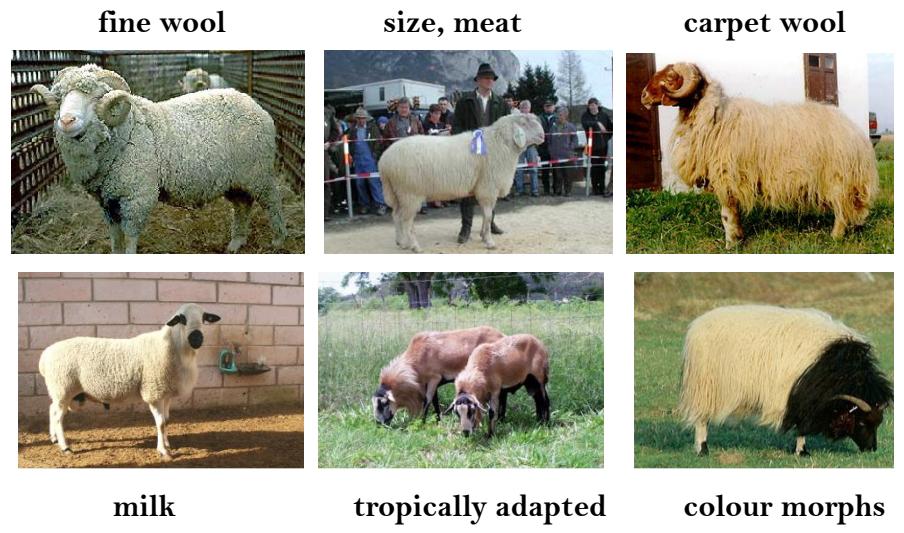 fine wool
size, meat
carpet wool
milk
tropically adapted
colour morphs